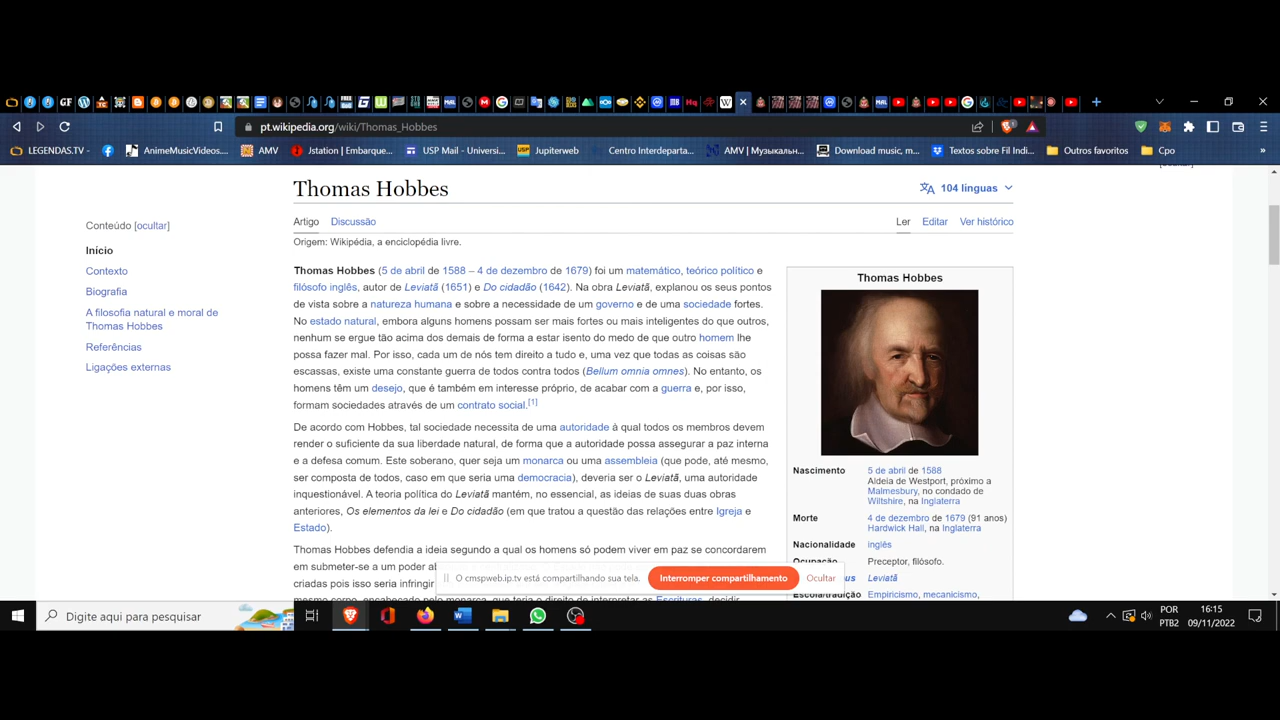 pt.wikipedia.org/wiki/Thomas_Hobbes
LEGENDAS.TV - AnimeMusicVideos... AMV Jstation | Embarque... USP Mail - Universi... Jupiterweb Centro Interdeparta... AMV | Музыкальн... Download music, m... Textos sobre Fil Indi... Outros favoritos Cpo
Thomas Hobbes
104 línguas
Conteúdo [ocultar]
Início
Contexto
Biografia
A filosofia natural e moral de
Thomas Hobbes
Referências
Ligações externas
Artigo Discussão
Ler Editar Ver histórico
Origem: Wikipédia, a enciclopédia livre.
Thomas Hobbes (5 de abril de 1588 – 4 de dezembro de 1679) foi um matemático, teórico político e
filósofo inglês, autor de Leviatã (1651) e Do cidadão (1642). Na obra Leviatã, explanou os seus pontos
de vista sobre a natureza humana e sobre a necessidade de um governo e de uma sociedade fortes.
No estado natural, embora alguns homens possam ser mais fortes ou mais inteligentes do que outros,
nenhum se ergue tão acima dos demais de forma a estar isento do medo de que outro homem lhe
possa fazer mal. Por isso, cada um de nós tem direito a tudo e, uma vez que todas as coisas são
escassas, existe uma constante guerra de todos contra todos (Bellum omnia omnes). No entanto, os
homens têm um desejo, que é também em interesse próprio, de acabar com a guerra e, por isso,
formam sociedades através de um contrato social.[1]
De acordo com Hobbes, tal sociedade necessita de uma autoridade à qual todos os membros devem
render o suficiente da sua liberdade natural, de forma que a autoridade possa assegurar a paz interna
e a defesa comum. Este soberano, quer seja um monarca ou uma assembleia (que pode, até mesmo,
ser composta de todos, caso em que seria uma democracia), deveria ser o Leviatã, uma autoridade
inquestionável. A teoria política do Leviatã mantém, no essencial, as ideias de suas duas obras
anteriores, Os elementos da lei e Do cidadão (em que tratou a questão das relações entre Igreja e
Estado).
Thomas Hobbes defendia a ideia segundo a qual os homens só podem viver em paz se concordarem
em submeter-se a um poder ab
criadas pois isso seria infringir
Thomas Hobbes
Nascimento 5 de abril de 1588
Aldeia de Westport, próximo a
Malmesbury, no condado de
Wiltshire, na Inglaterra
Morte 4 de dezembro de 1679 (91 anos)
Hardwick Hall, na Inglaterra
Nacionalidade inglês
Ocupação Preceptor, filósofo.
us Leviatã
Escola/tradição Empiricismo, mecanicismo,
O cmspweb.ip.tv está compartilhando sua tela. Interromper compartilhamento Ocultar
Digite aqui para pesquisar
POR
PTB2
16:15
09/11/2022